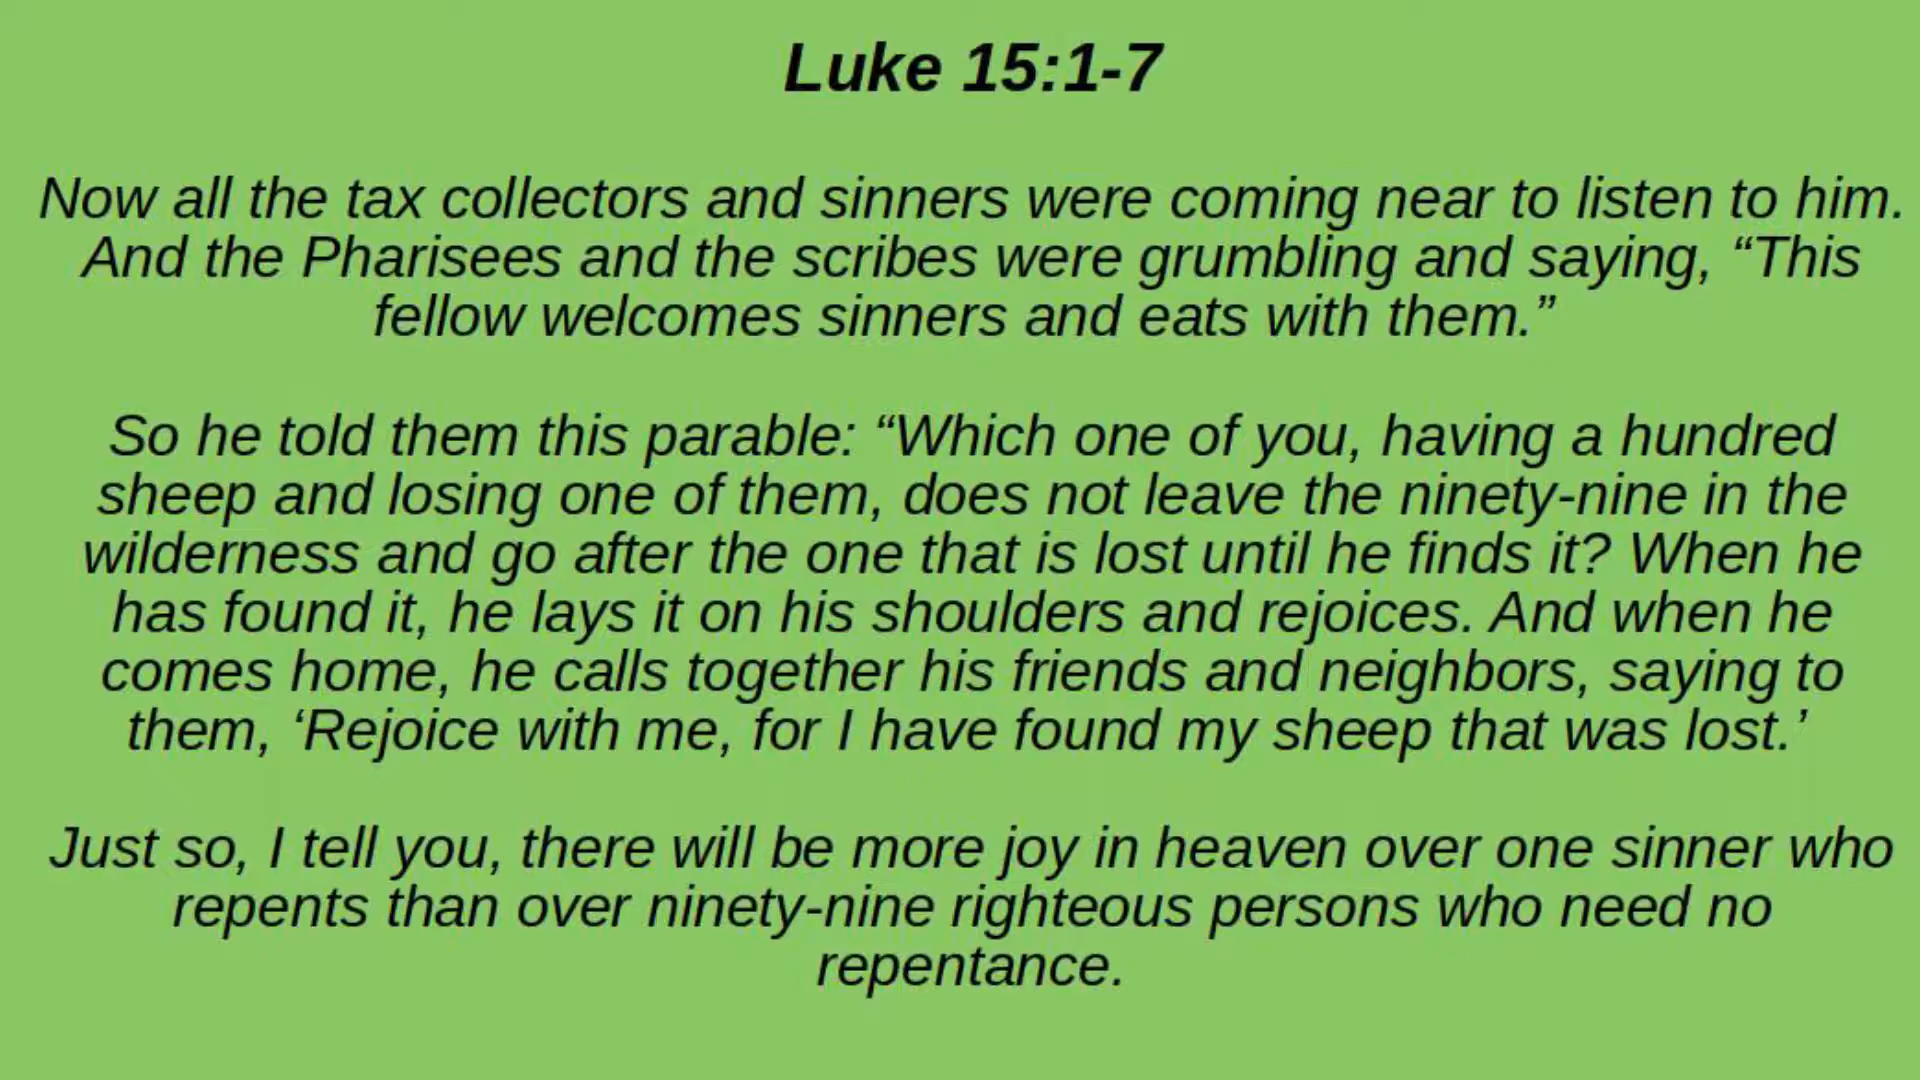 Luke 15:1-7
Now all the tax collectors and sinners were coming near to listen to him.
And the Pharisees and the scribes were grumbling and saying, “This
fellow welcomes sinners and eats with them.”
So he told them this parable: “Which one of you, having a hundred
sheep and losing one of them, does not leave the ninety-nine in the
wilderness and go after the one that is lost until he finds it? When he
has found it, he lays it on his shoulders and rejoices. And when he
comes home, he calls together his friends and neighbors, saying to
them, ‘Rejoice with me, for I have found my sheep that was lost.’
Just so, I tell you, there will be more joy in heaven over one sinner who
repents than over ninety-nine righteous persons who need no
repentance.